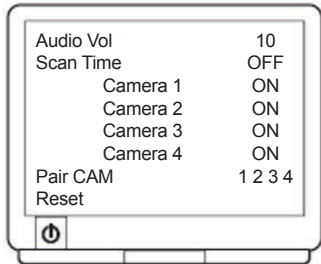 Audio Vol 10
Scan Time OFF
Camera 1 ON
Camera 2 ON
Camera 3 ON
Camera 4 ON
Pair CAM 1 2 3 4
Reset